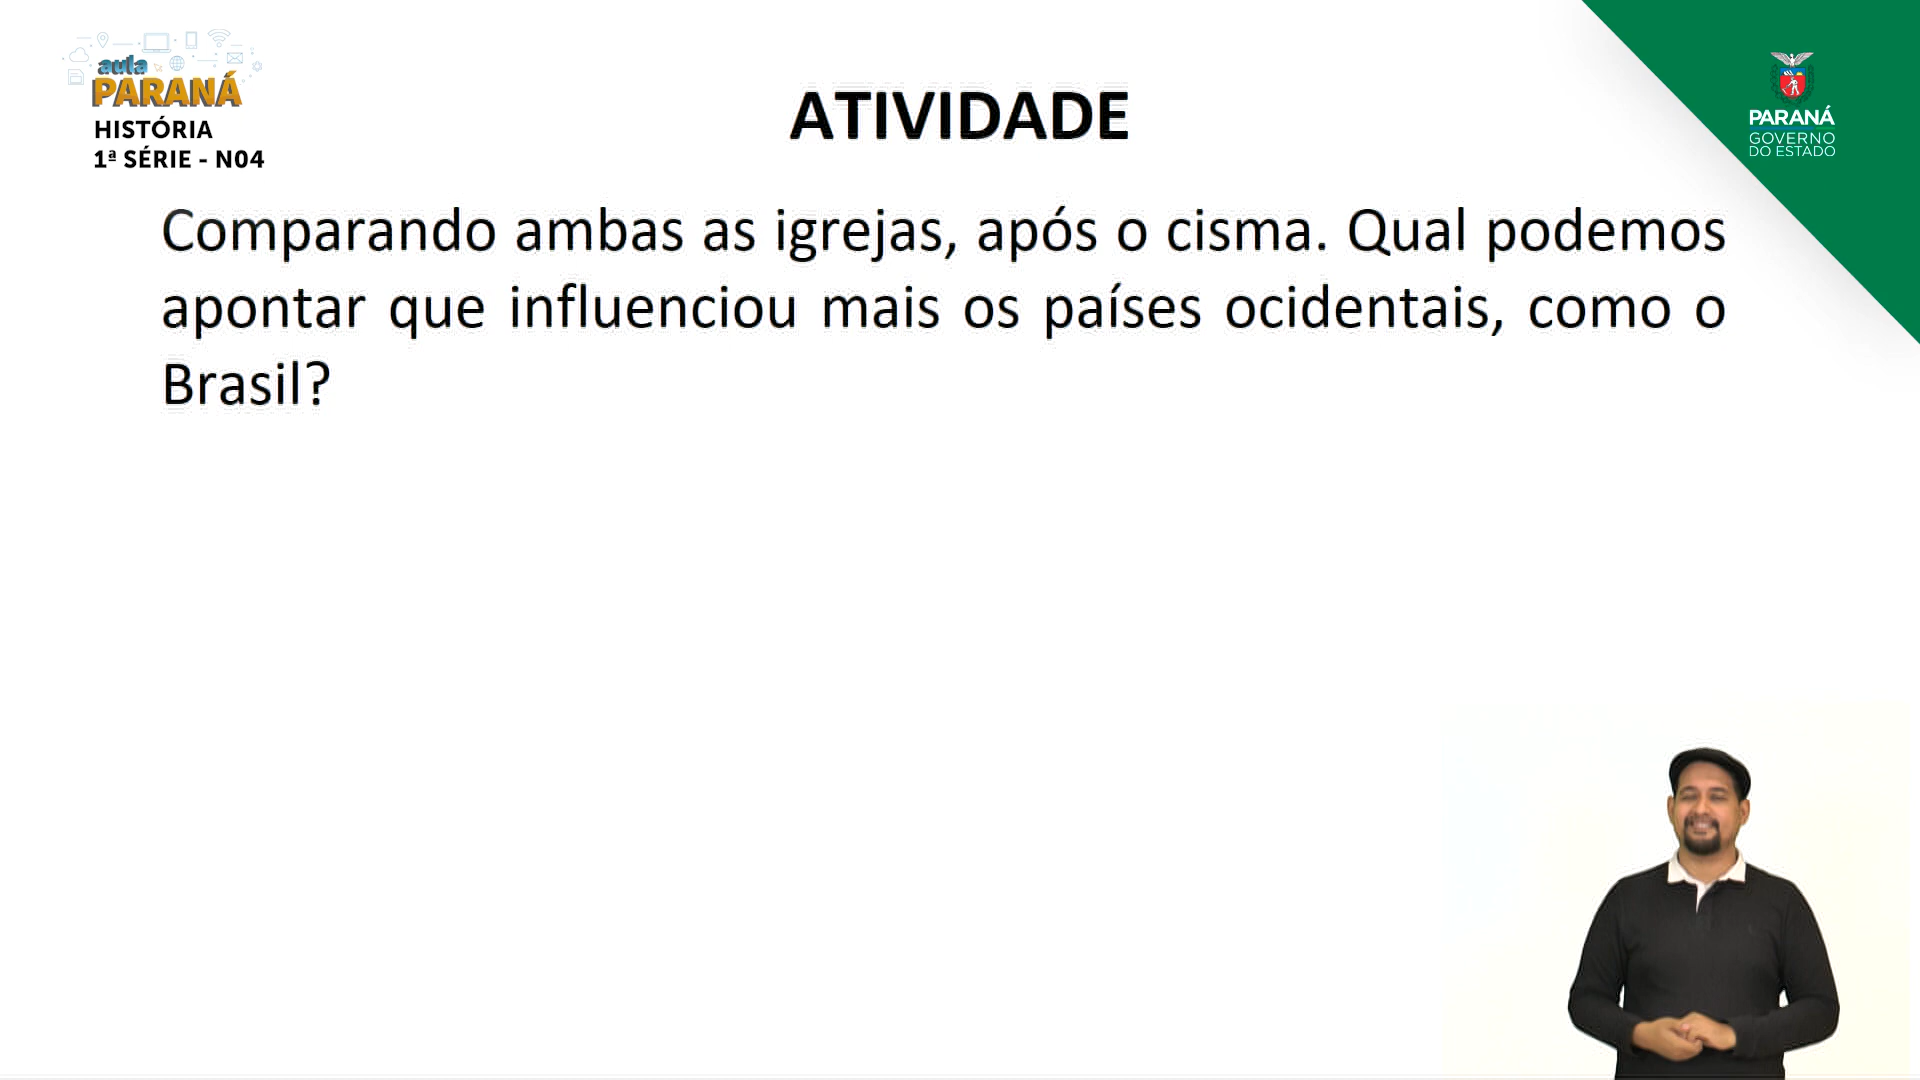 aula
PARANÁ
HISTÓRIA
1ª SÉRIE - N04
ATIVIDADE
PARANÁ
GOVERNO
DO ESTADO
Comparando ambas as igrejas, após o cisma. Qual podemos
apontar que influenciou mais os países ocidentais, como o
Brasil?